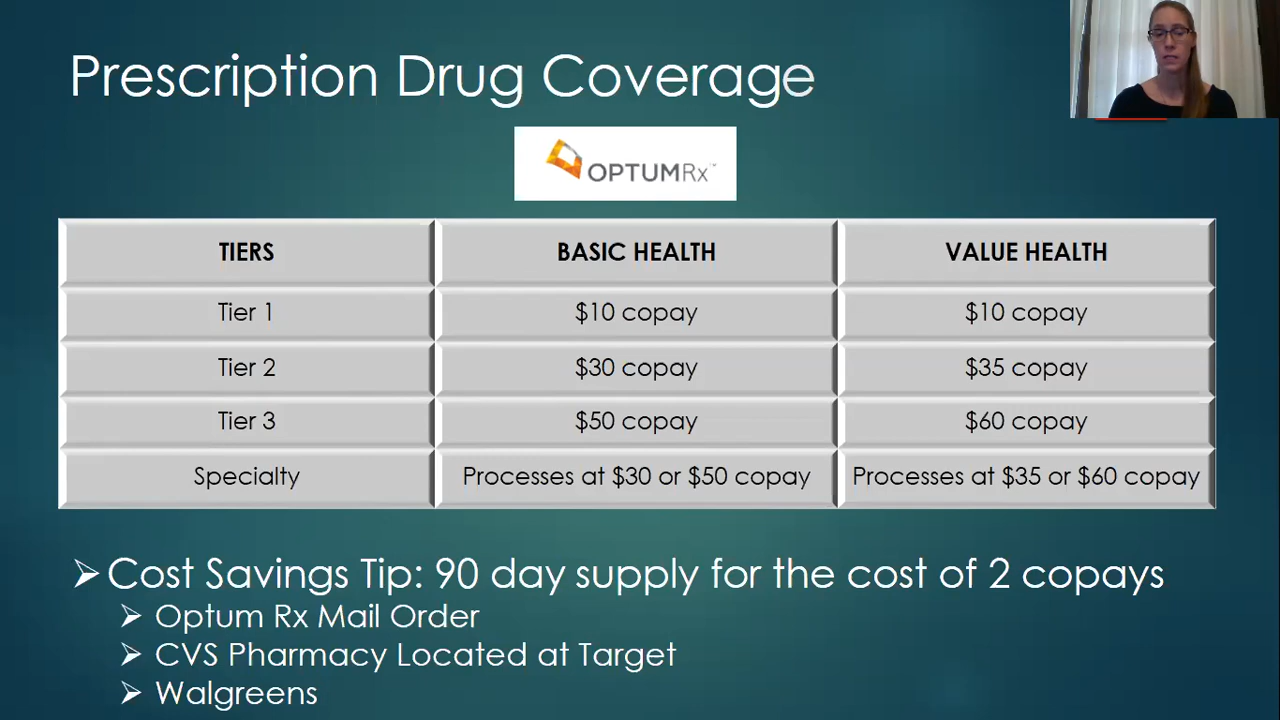 Prescription Drug Coverage
OPTUMRx™
TIERS BASIC HEALTH VALUE HEALTH
Tier 1 $10 copay $10 copay
Tier 2 $30 copay $35 copay
Tier 3 $50 copay $60 copay
Specialty Processes at $30 or $50 copay Processes at $35 or $60 copay
Cost Savings Tip: 90 day supply for the cost of 2 copays
Optum Rx Mail Order
CVS Pharmacy Located at Target
Walgreens